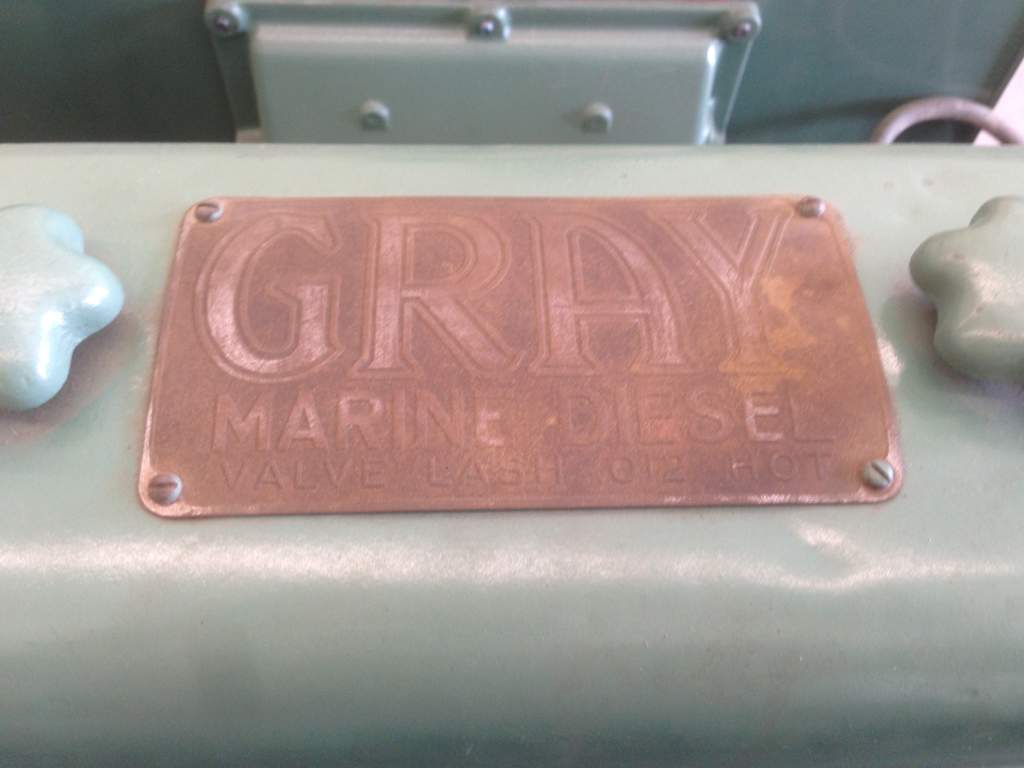 GRAY
MARINE DIESEL
VALVE LASH .012 HOT